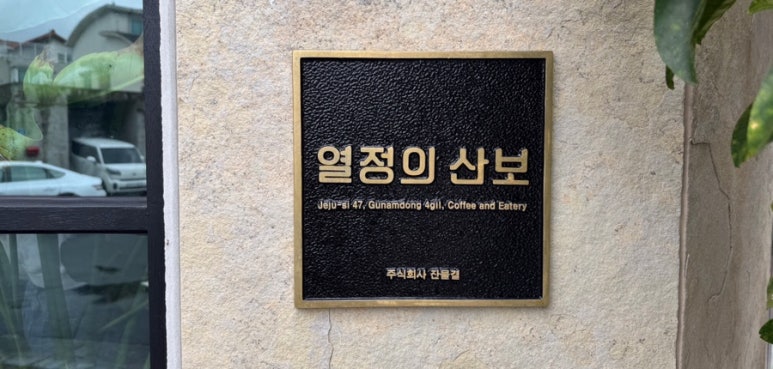 열정의 산보
Jeju-si 47, Gunamdong 4gil, Coffee and Eatery
주식회사 잔물결